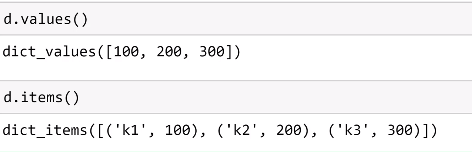 d.values()
dict_values([100, 200, 300])
d.items()
dict_items([('k1', 100), ('k2', 200), ('k3', 300)])